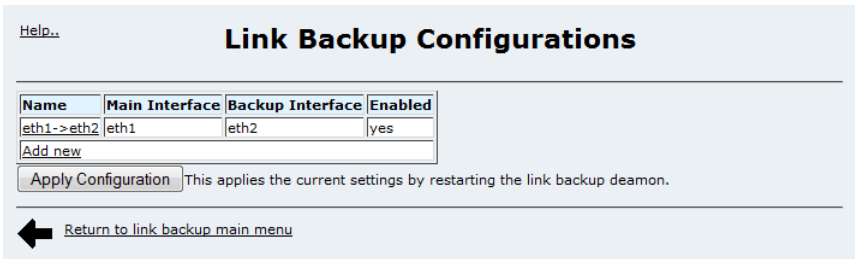 Help..
Link Backup Configurations
Name Main Interface Backup Interface Enabled
eth1->eth2 eth1 eth2 yes
Add new
Apply Configuration This applies the current settings by restarting the link backup deamon.
Return to link backup main menu